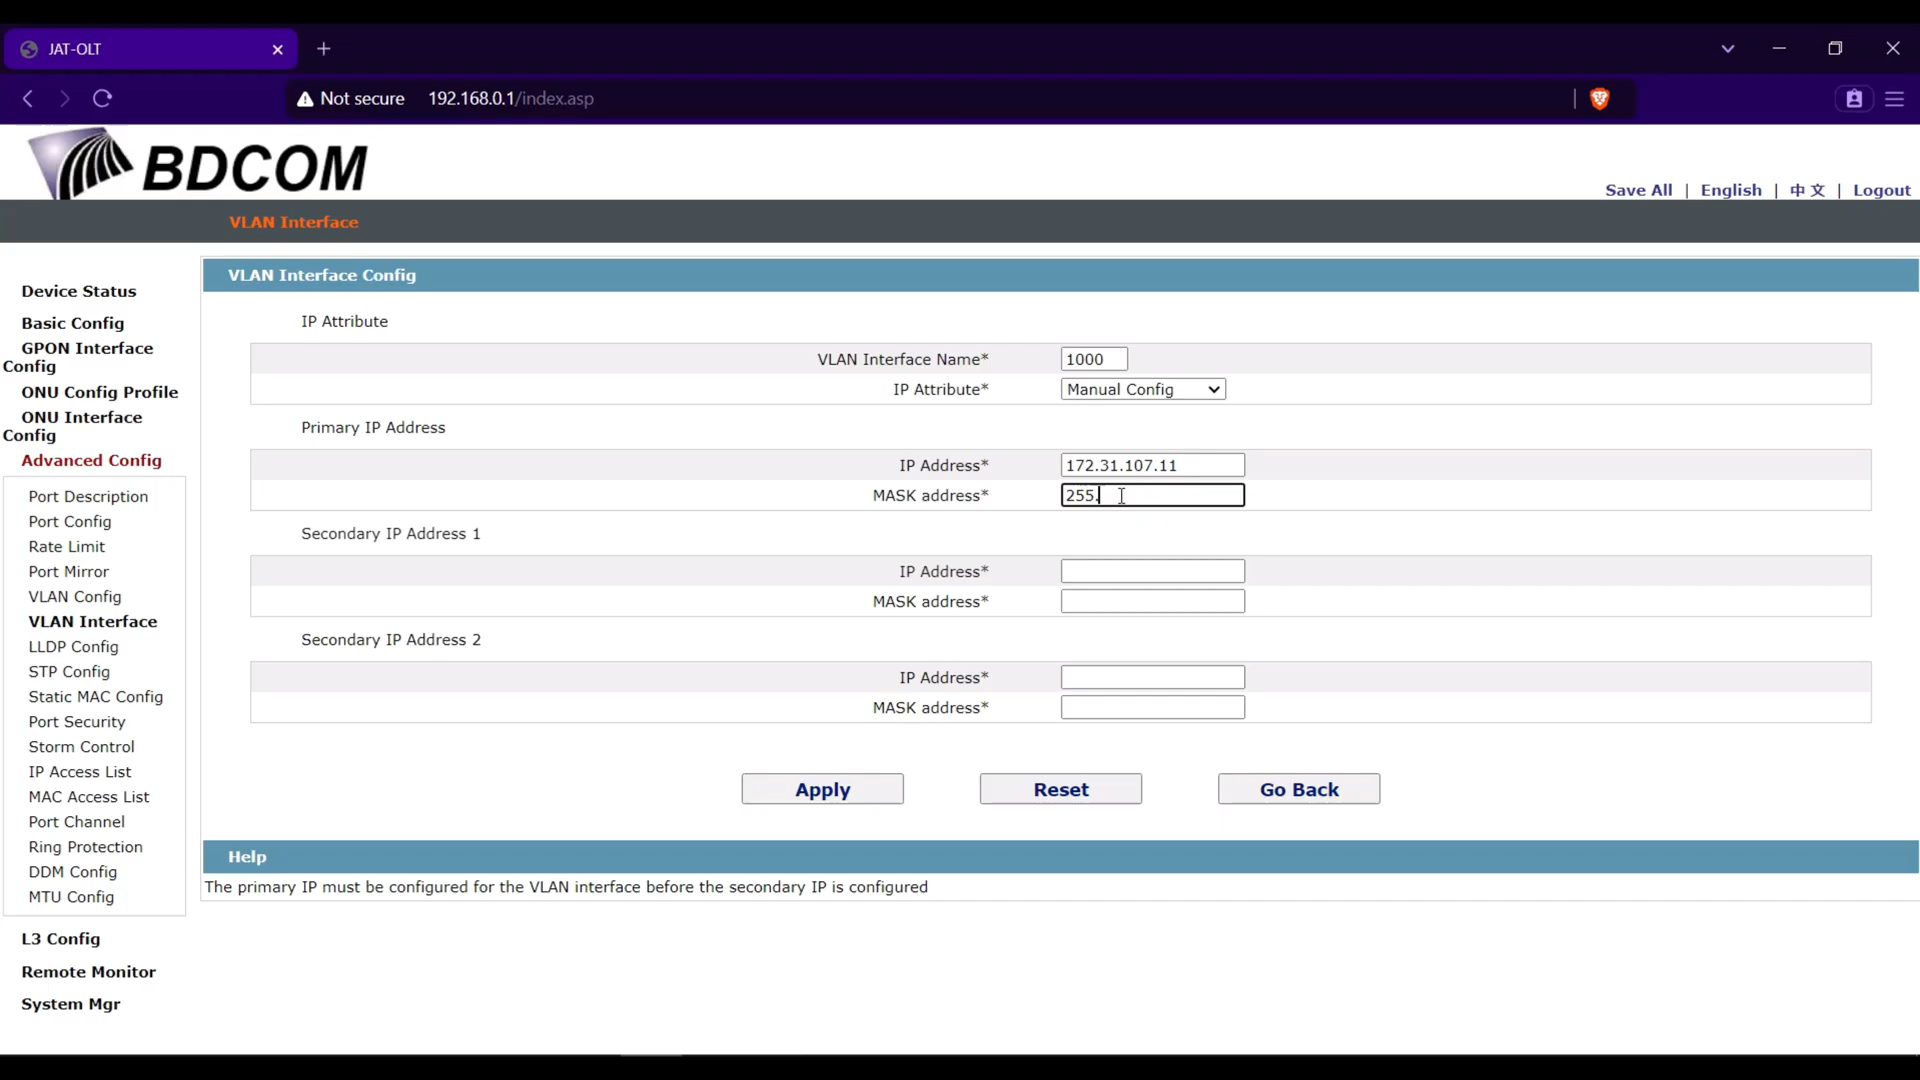 JAT-OLT
Not secure 192.168.0.1/index.asp
BDCOM
Save All | English | 中 文 | Logout
VLAN Interface
Device Status
Basic Config
GPON Interface
Config
ONU Config Profile
ONU Interface
Config
Advanced Config
Port Description
Port Config
Rate Limit
Port Mirror
VLAN Config
VLAN Interface
LLDP Config
STP Config
Static MAC Config
Port Security
Storm Control
IP Access List
MAC Access List
Port Channel
Ring Protection
DDM Config
MTU Config
L3 Config
Remote Monitor
System Mgr
VLAN Interface Config
IP Attribute
VLAN Interface Name* 1000
IP Attribute* Manual Config
Primary IP Address
IP Address* 172.31.107.11
MASK address* 255.
Secondary IP Address 1
IP Address*
MASK address*
Secondary IP Address 2
IP Address*
MASK address*
Apply Reset Go Back
Help
The primary IP must be configured for the VLAN interface before the secondary IP is configured